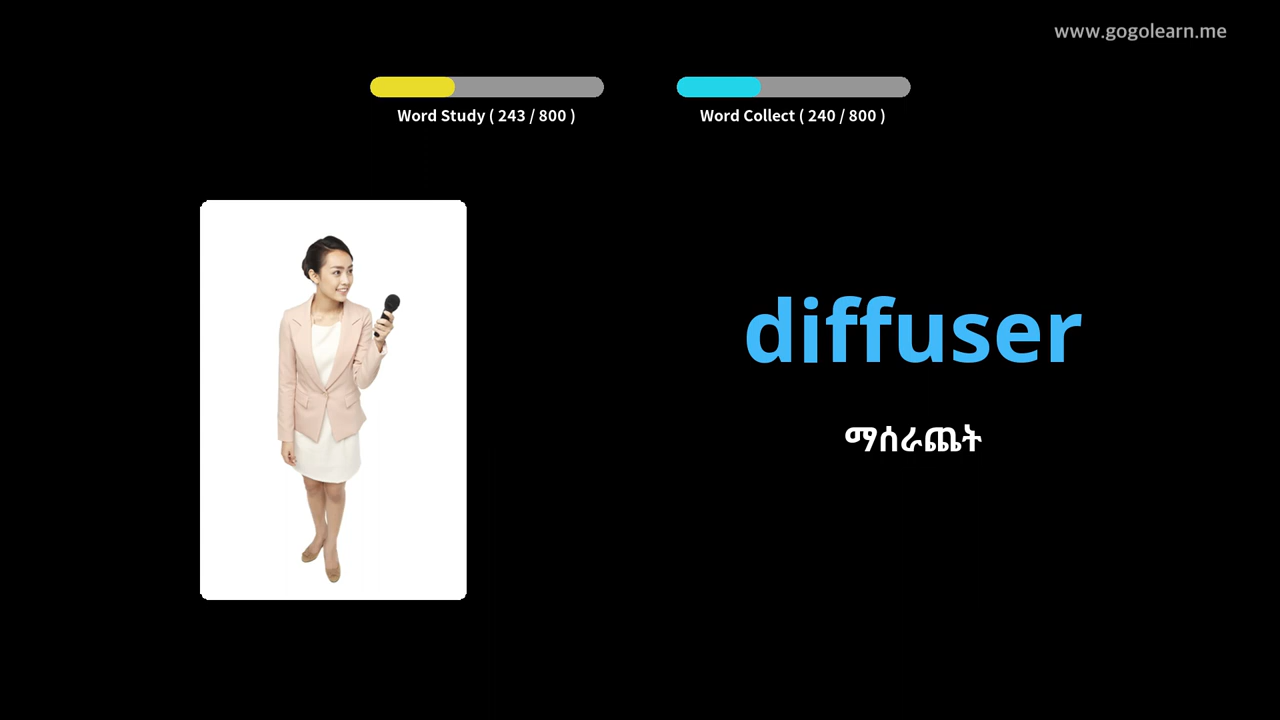 www.gogolearn.me
Word Study ( 243 / 800 )
Word Collect ( 240 / 800 )
diffuser
ማሰራጨት